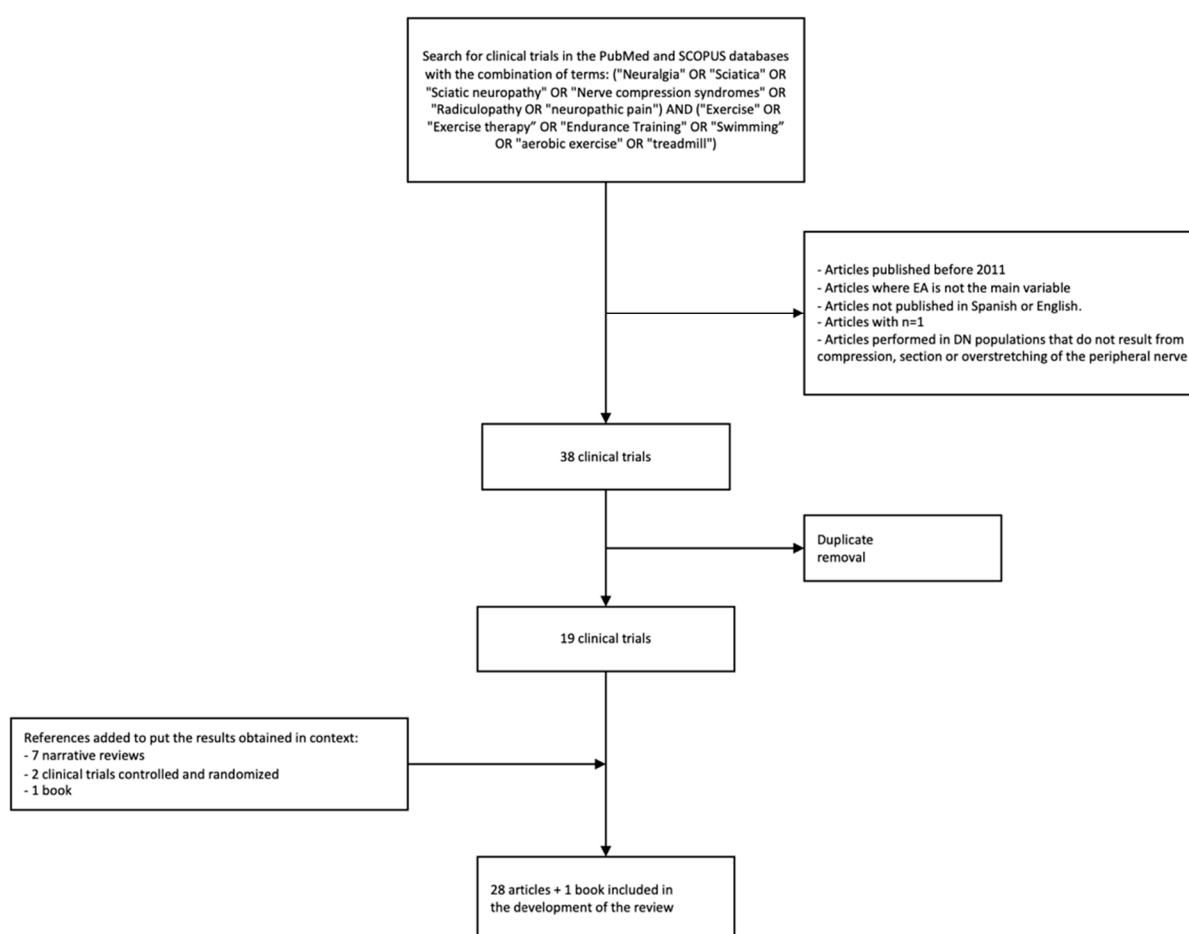 Search for clinical trials in the PubMed and SCOPUS databases
with the combination of terms: ("Neuralgia" OR "Sciatica" OR
"Sciatic neuropathy" OR "Nerve compression syndromes" OR
"Radiculopathy OR "neuropathic pain") AND ("Exercise" OR
"Exercise therapy” OR "Endurance Training" OR "Swimming”
OR "aerobic exercise" OR "treadmill")
- Articles published before 2011
- Articles where EA is not the main variable
- Articles not published in Spanish or English.
- Articles with n=1
- Articles performed in DN populations that do not result from
compression, section or overstretching of the peripheral nerve
38 clinical trials
Duplicate
removal
19 clinical trials
References added to put the results obtained in context:
- 7 narrative reviews
- 2 clinical trials controlled and randomized
- 1 book
28 articles + 1 book included in
the development of the review